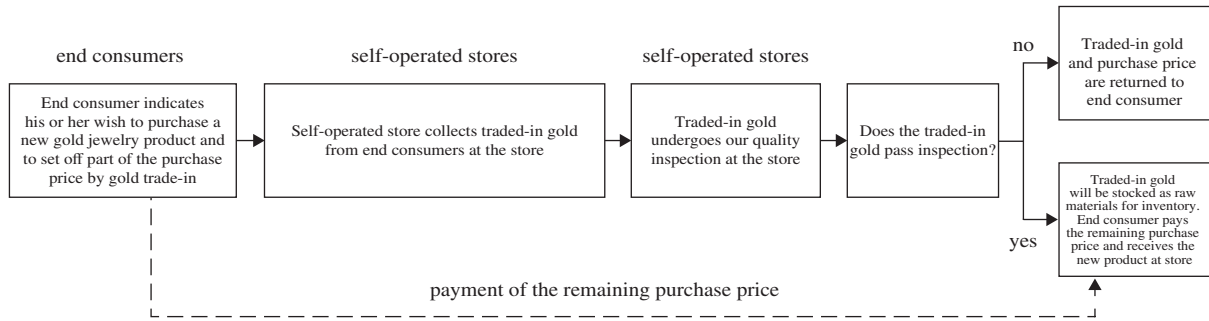 end consumers
End consumer indicates
his or her wish to purchase a
new gold jewelry product and
to set off part of the purchase
price by gold trade-in
self-operated stores
Self-operated store collects traded-in gold
from end consumers at the store
self-operated stores
Traded-in gold
undergoes our quality
inspection at the store
Does the traded-in
gold pass inspection?
no
Traded-in gold
and purchase price
are returned to
end consumer
yes
Traded-in gold
will be stocked as raw
materials for inventory.
End consumer pays
the remaining purchase
price and receives the
new product at store
payment of the remaining purchase price